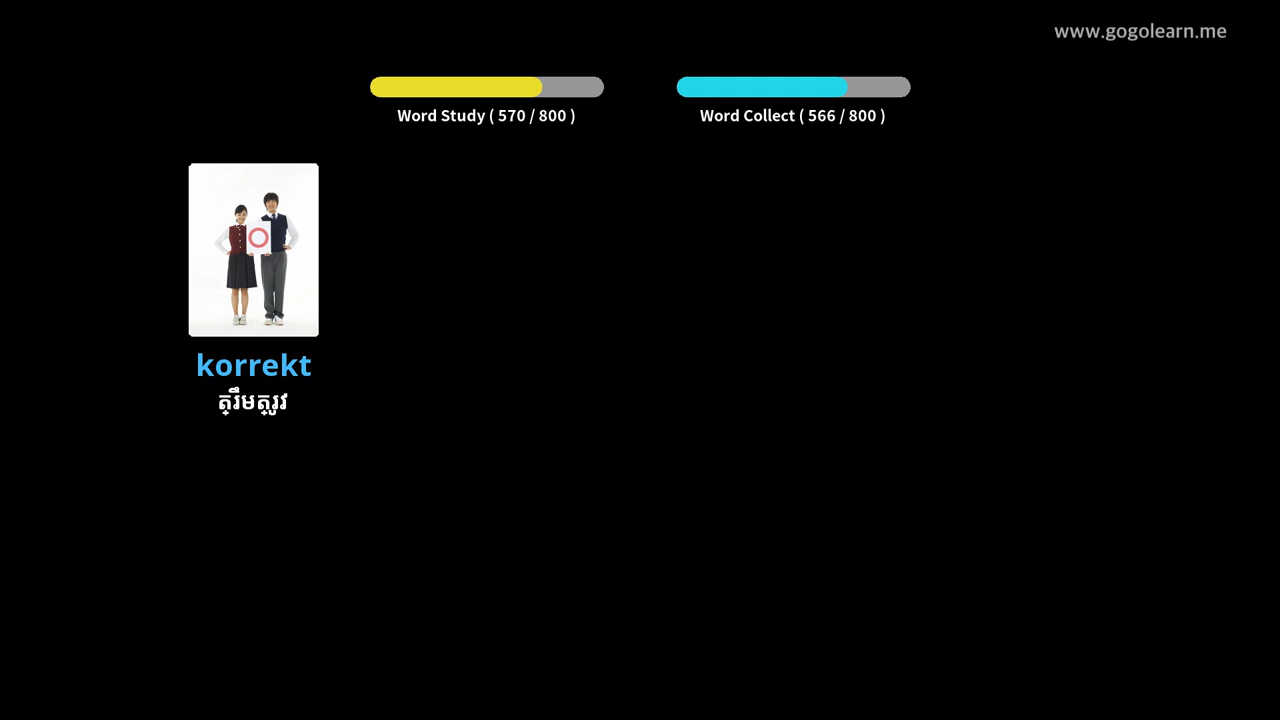 www.gogolearn.me
Word Study ( 570 / 800 )
Word Collect ( 566 / 800 )
korrekt
ត្រឹមត្រូវ